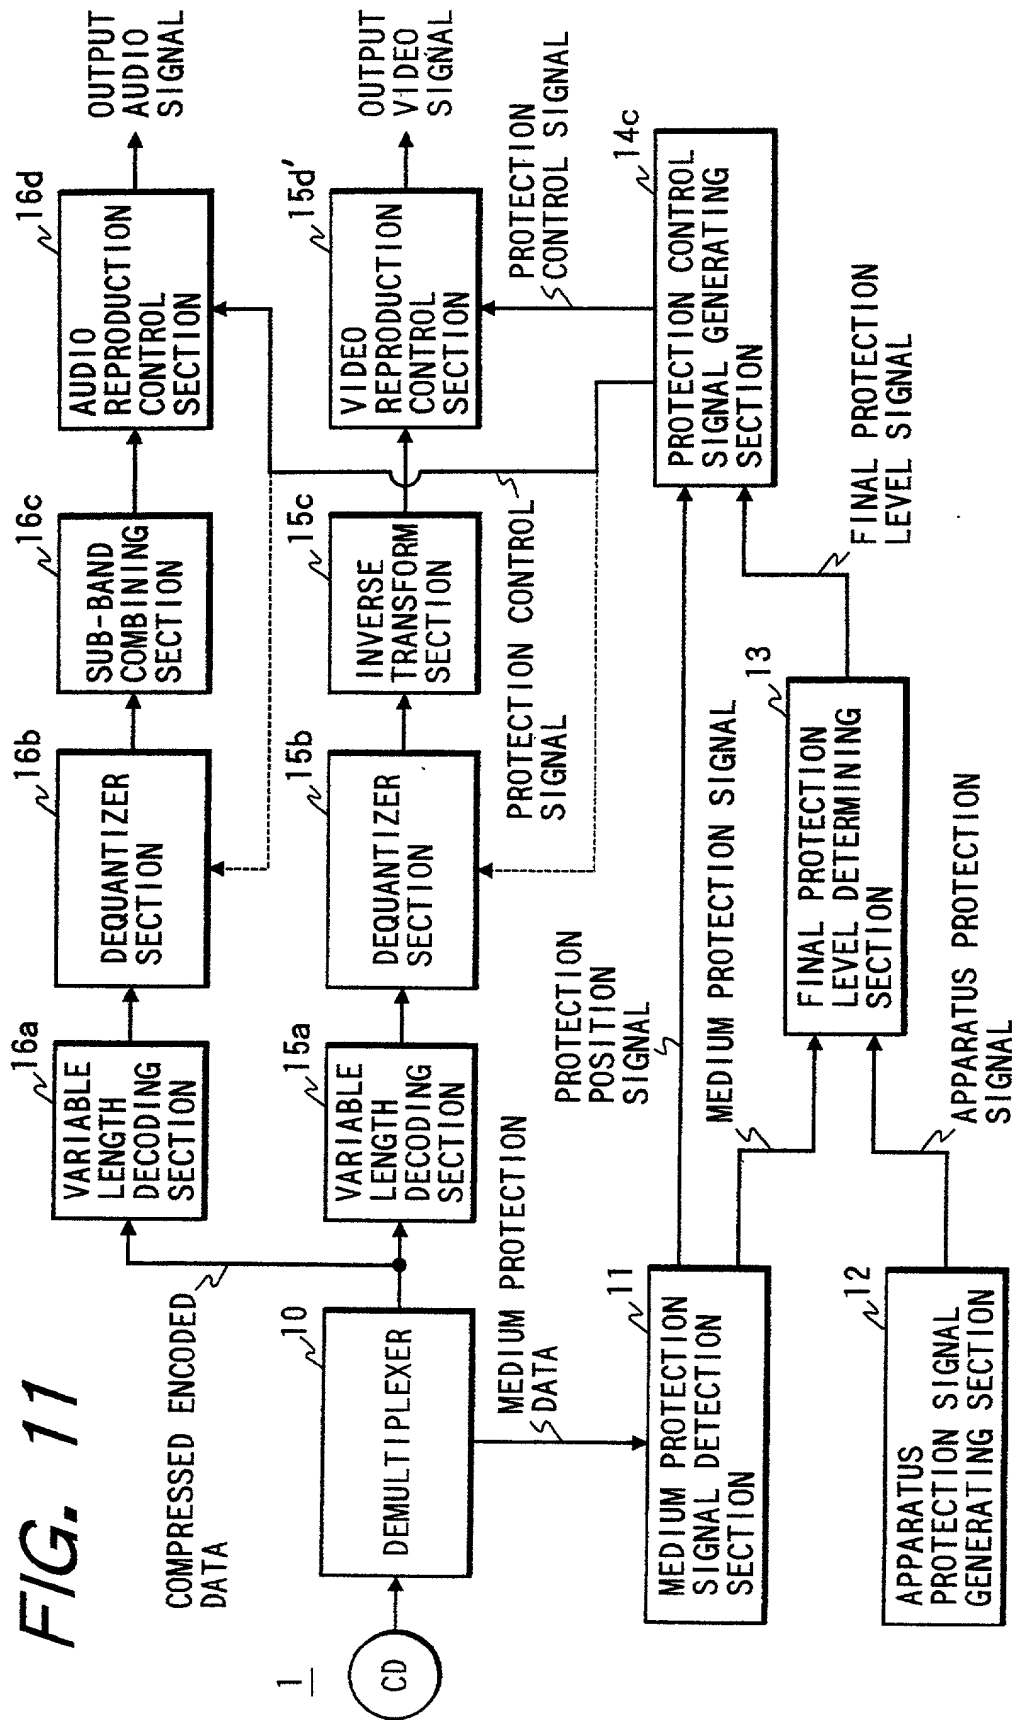 FIG. 11
1
CD
COMPRESSED ENCODED
DATA
10
DEMULTIPLEXER
MEDIUM PROTECTION
DATA
16a
VARIABLE
LENGTH
DECODING
SECTION
16b
DEQUANTIZER
SECTION
16c
SUB-BAND
COMBINING
SECTION
16d
AUDIO
REPRODUCTION
CONTROL
SECTION
OUTPUT
AUDIO
SIGNAL
15a
VARIABLE
LENGTH
DECODING
SECTION
15b
DEQUANTIZER
SECTION
15c
INVERSE
TRANSFORM
SECTION
15d'
VIDEO
REPRODUCTION
CONTROL
SECTION
OUTPUT
VIDEO
SIGNAL
PROTECTION CONTROL
SIGNAL
PROTECTION
CONTROL SIGNAL
PROTECTION
POSITION
SIGNAL
11
MEDIUM PROTECTION
SIGNAL DETECTION
SECTION
MEDIUM PROTECTION SIGNAL
14c
PROTECTION CONTROL
SIGNAL GENERATING
SECTION
13
FINAL PROTECTION
LEVEL DETERMINING
SECTION
FINAL PROTECTION
LEVEL SIGNAL
12
APPARATUS
PROTECTION SIGNAL
GENERATING SECTION
APPARATUS PROTECTION
SIGNAL